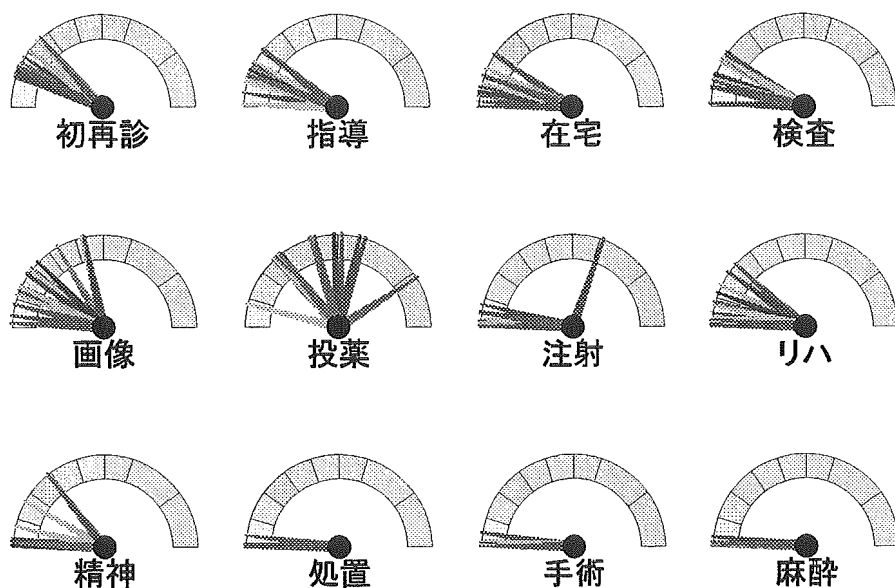 初再診 指導 在宅 検査
画像 投薬 注射 リハ
精神 処置 手術 麻酔